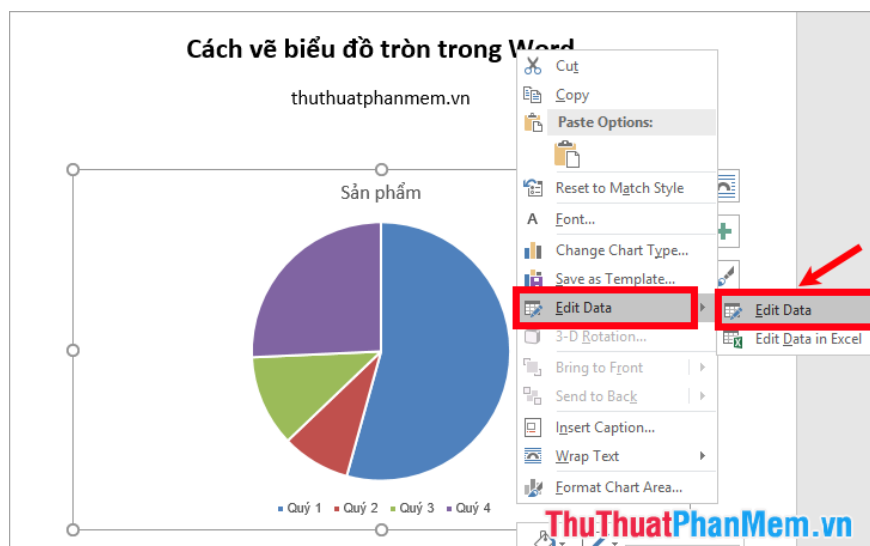 Cách vẽ biểu đồ tròn trong Word
thuthuatphanmem.vn
Sản phẩm
Quý 1 Quý 2 Quý 3 Quý 4
Cut
Copy
Paste Options:
Reset to Match Style
A Font...
Change Chart Type...
Save as Template...
Edit Data
3-D Rotation...
Bring to Front
Send to Back
Insert Caption...
Wrap Text
Format Chart Area...
Edit Data
Edit Data in Excel
ThuThuatPhanMem.vn